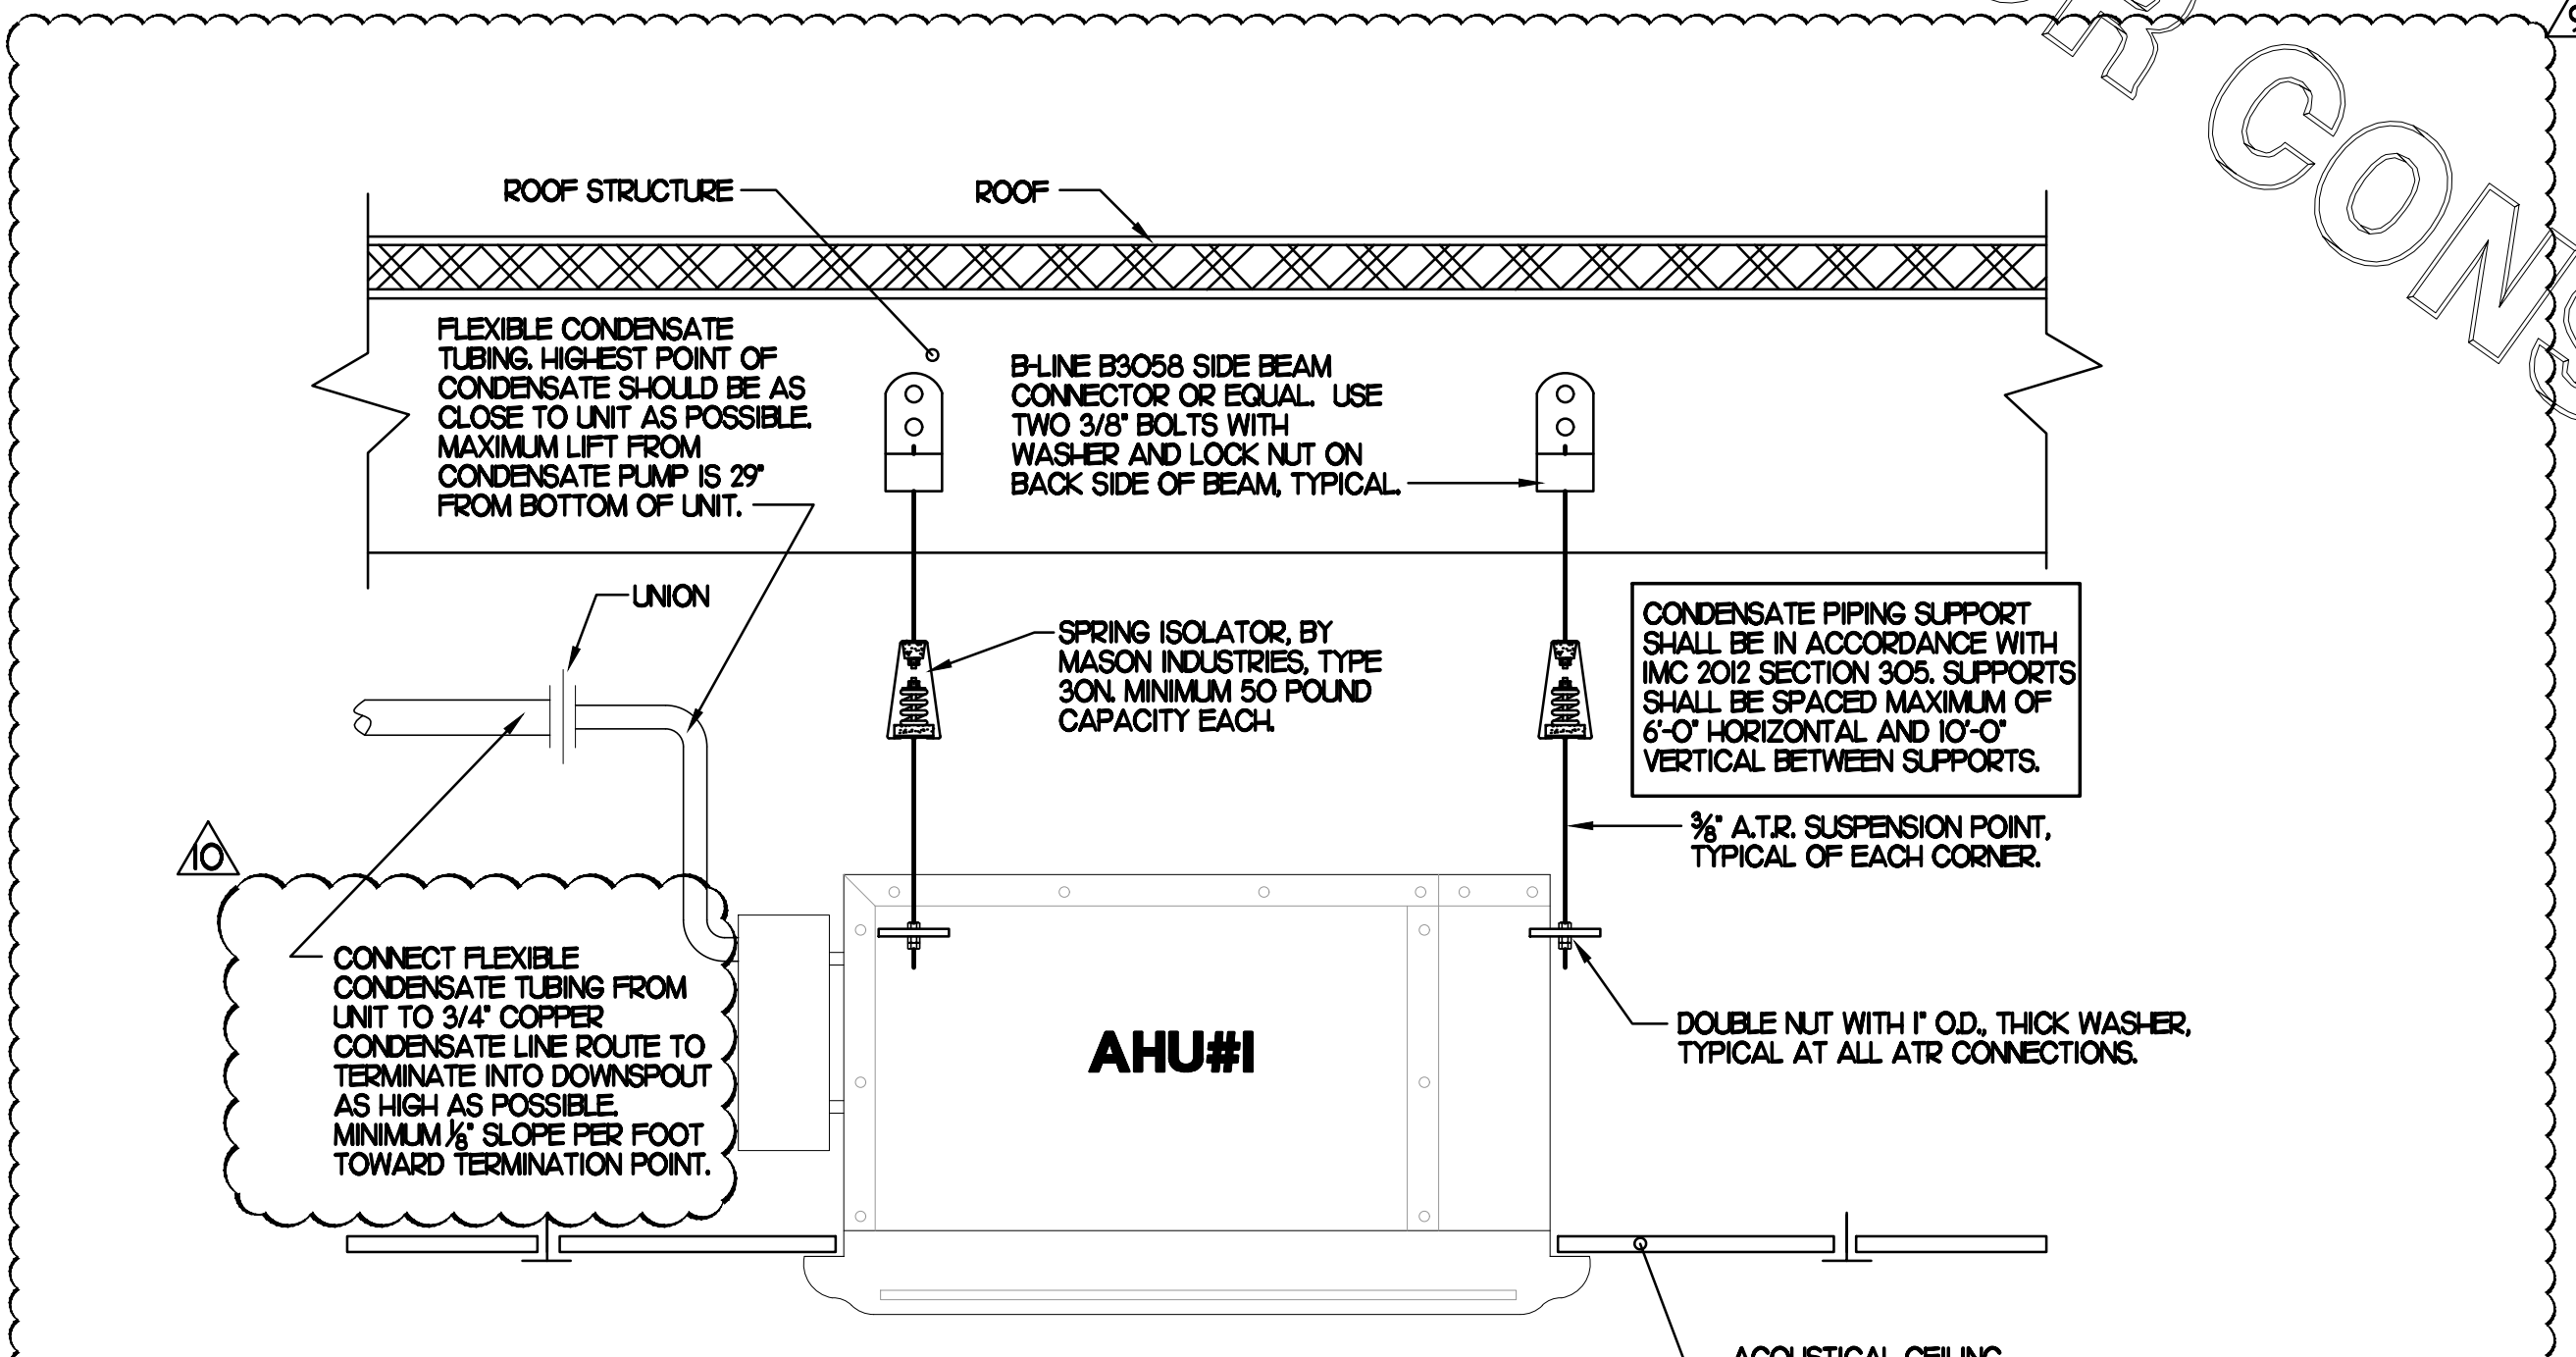 R CONS
ROOF STRUCTURE
ROOF
FLEXIBLE CONDENSATE
TUBING. HIGHEST POINT OF
CONDENSATE SHOULD BE AS
CLOSE TO UNIT AS POSSIBLE.
MAXIMUM LIFT FROM
CONDENSATE PUMP IS 29"
FROM BOTTOM OF UNIT.
B-LINE B3058 SIDE BEAM
CONNECTOR OR EQUAL. USE
TWO 3/8" BOLTS WITH
WASHER AND LOCK NUT ON
BACK SIDE OF BEAM, TYPICAL.
UNION
SPRING ISOLATOR, BY
MASON INDUSTRIES, TYPE
30N. MINIMUM 50 POUND
CAPACITY EACH.
CONDENSATE PIPING SUPPORT
SHALL BE IN ACCORDANCE WITH
IMC 2012 SECTION 305. SUPPORTS
SHALL BE SPACED MAXIMUM OF
6'-0" HORIZONTAL AND 10'-0"
VERTICAL BETWEEN SUPPORTS.
3/8" A.T.R. SUSPENSION POINT,
TYPICAL OF EACH CORNER.
10
CONNECT FLEXIBLE
CONDENSATE TUBING FROM
UNIT TO 3/4" COPPER
CONDENSATE LINE ROUTE TO
TERMINATE INTO DOWNSPOUT
AS HIGH AS POSSIBLE.
MINIMUM 1/8" SLOPE PER FOOT
TOWARD TERMINATION POINT.
AHU#1
DOUBLE NUT WITH 1" O.D., THICK WASHER,
TYPICAL AT ALL ATR CONNECTIONS.
ACOUSTICAL CEILING